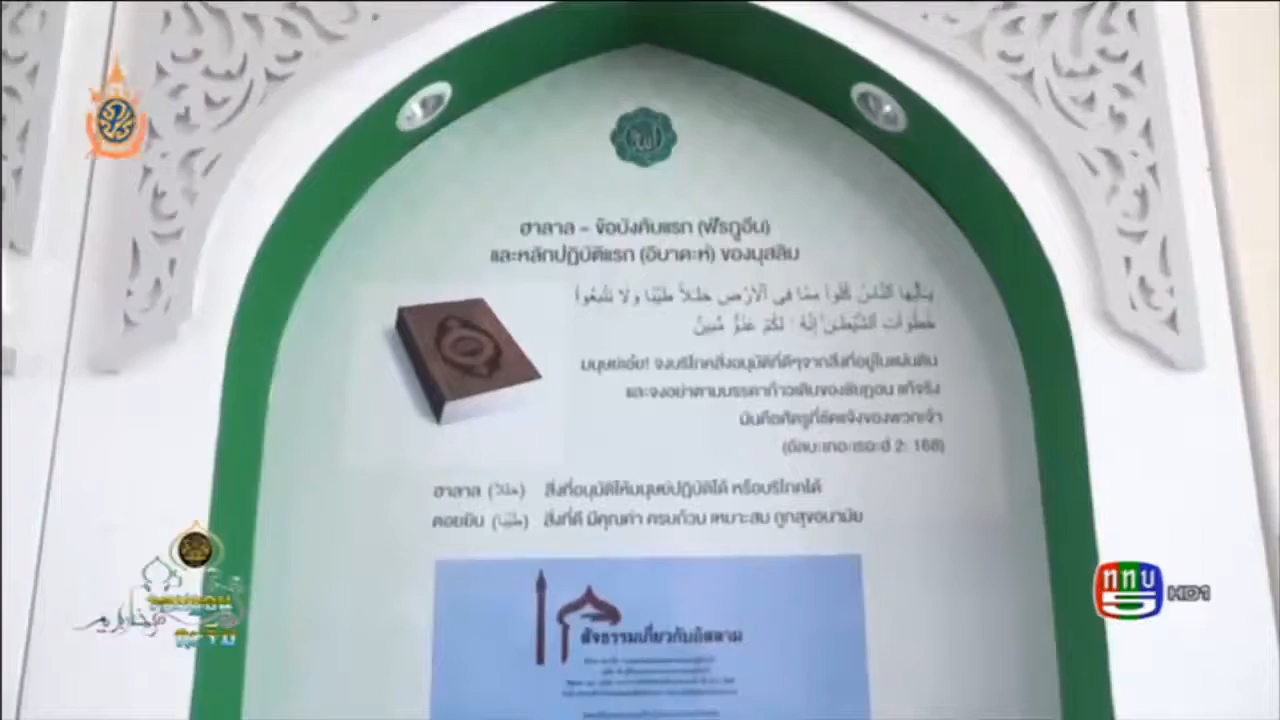 الله
ฮาลาล – ข้อบังคับแรก (ฟัรฎูอีน)
และหลักปฏิบัติแรก (อิบาดะห์) ของมุสลิม
يَـٰٓأَيُّهَا ٱلنَّاسُ كُلُوا۟ مِمَّا فِى ٱلْأَرْضِ حَلَـٰلًا طَيِّبًا وَلَا تَتَّبِعُوا۟
خُطُوَٰتِ ٱلشَّيْطَـٰنِ ۚ إِنَّهُۥ لَكُمْ عَدُوٌّ مُّبِينٌ
มนุษย์เอ๋ย! จงบริโภคสิ่งอนุมัติที่ดีๆจากสิ่งที่อยู่ในแผ่นดิน
และจงอย่าตามบรรดาก้าวเดินของชัยฏอน แท้จริง
มันคือศัตรูที่ชัดแจ้งของพวกเจ้า
(อัลบะเกอะเราะฮ์ 2: 168)
ฮาลาล (حلالا) สิ่งที่อนุมัติให้มนุษย์ปฏิบัติได้ หรือบริโภคได้
ตอยยิบ (طَيِّبًا) สิ่งที่ดี มีคุณค่า ครบถ้วน เหมาะสม ถูกสุขอนามัย
สัจธรรมเกี่ยวกับอิสลาม
ททบ
5
HD1